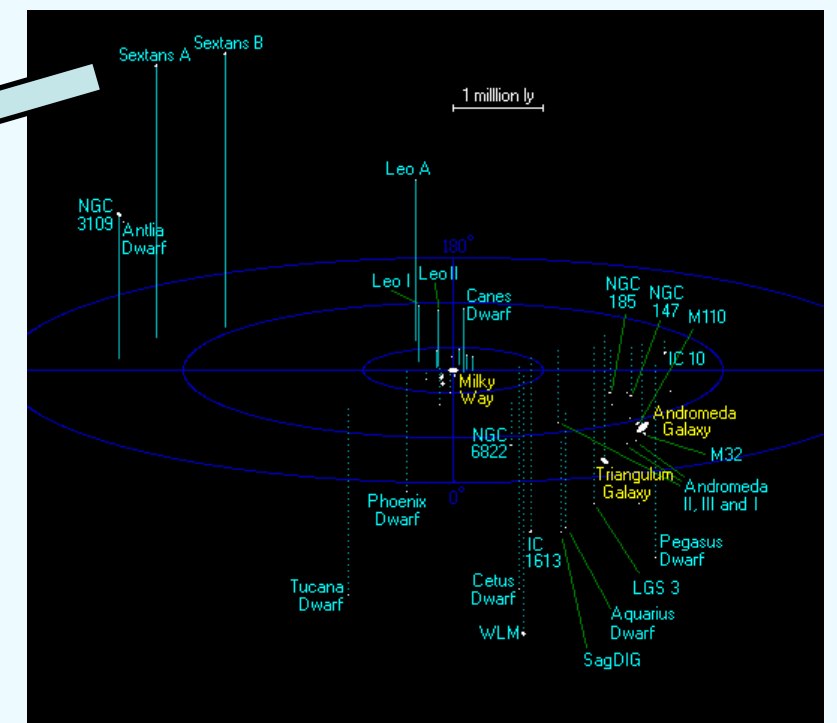 Sextans A
Sextans B
1 milllion ly
Leo A
NGC
3109
Antlia
Dwarf
180°
Leo I
Leo II
Canes
Dwarf
NGC
185
NGC
147
M110
IC 10
Milky
Way
Andromeda
Galaxy
NGC
6822
M32
Triangulum
Galaxy
Andromeda
II, III and I
Phoenix
Dwarf
0°
IC
1613
Pegasus
Dwarf
Tucana
Dwarf
Cetus
Dwarf
LGS 3
Aquarius
Dwarf
WLM
SagDIG